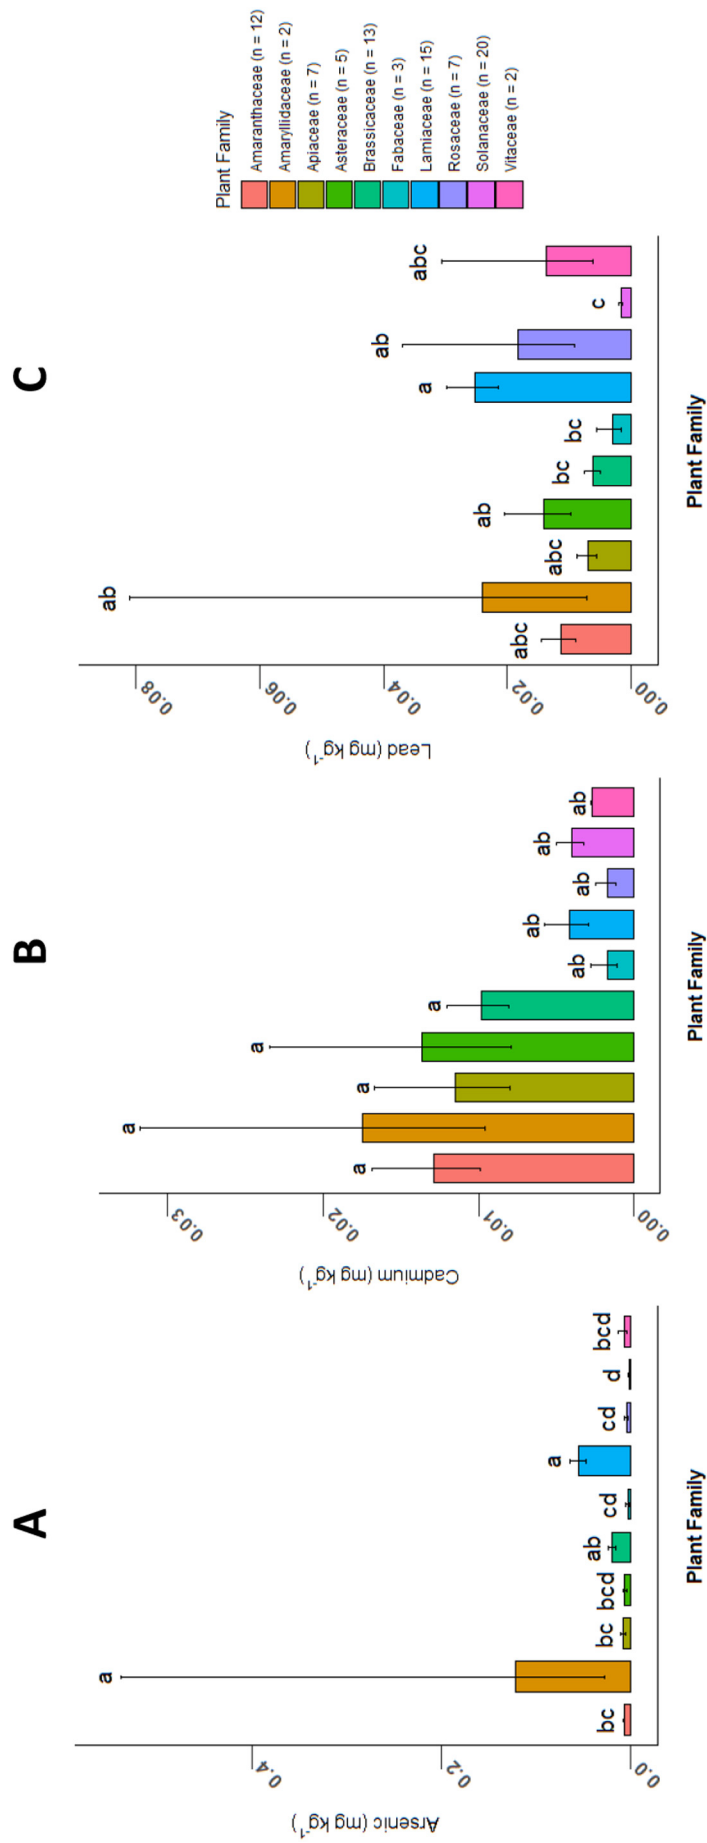 A
B
C
Arsenic (mg kg⁻¹)
0.4
0.2
0.0
bc
a
bc
bcd
ab
cd
a
cd
d
bcd
Plant Family
Cadmium (mg kg⁻¹)
0.03
0.02
0.01
0.00
a
a
a
a
a
ab
ab
ab
ab
ab
Plant Family
Lead (mg kg⁻¹)
0.08
0.06
0.04
0.02
0.00
abc
ab
abc
ab
bc
bc
a
ab
c
abc
Plant Family
Plant Family
Amaranthaceae (n = 12)
Amaryllidaceae (n = 2)
Apiaceae (n = 7)
Asteraceae (n = 5)
Brassicaceae (n = 13)
Fabaceae (n = 3)
Lamiaceae (n = 15)
Rosaceae (n = 7)
Solanaceae (n = 20)
Vitaceae (n = 2)